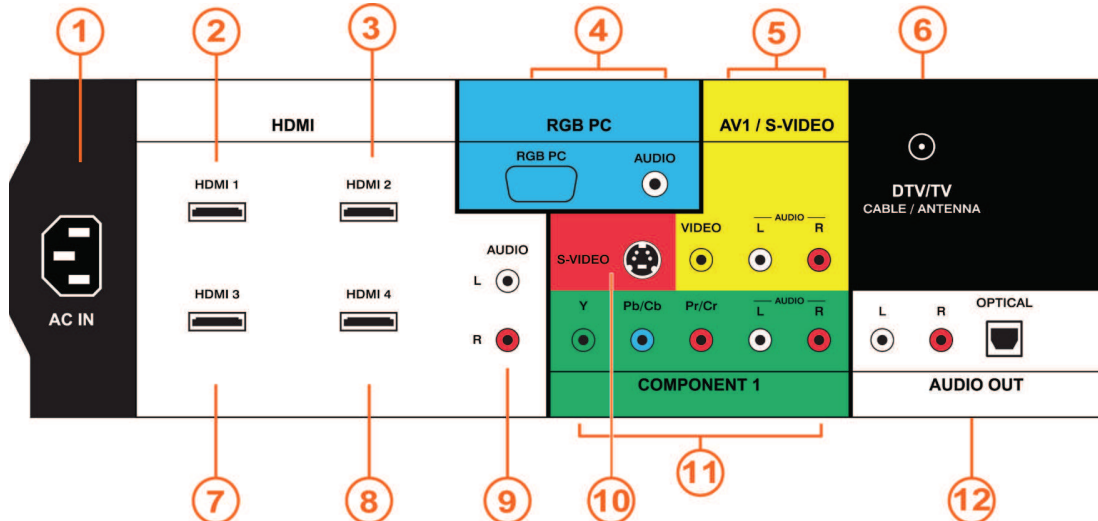 1 2 3 4 5 6
HDMI RGB PC AV1 / S-VIDEO
RGB PC AUDIO
HDMI 1 HDMI 2
DTV/TV
CABLE / ANTENNA
AUDIO
VIDEO L R
AUDIO
S-VIDEO
L
HDMI 3 HDMI 4
AC IN
R
Y Pb/Cb Pr/Cr AUDIO
L R
L R OPTICAL
COMPONENT 1 AUDIO OUT
7 8 9 10 11 12